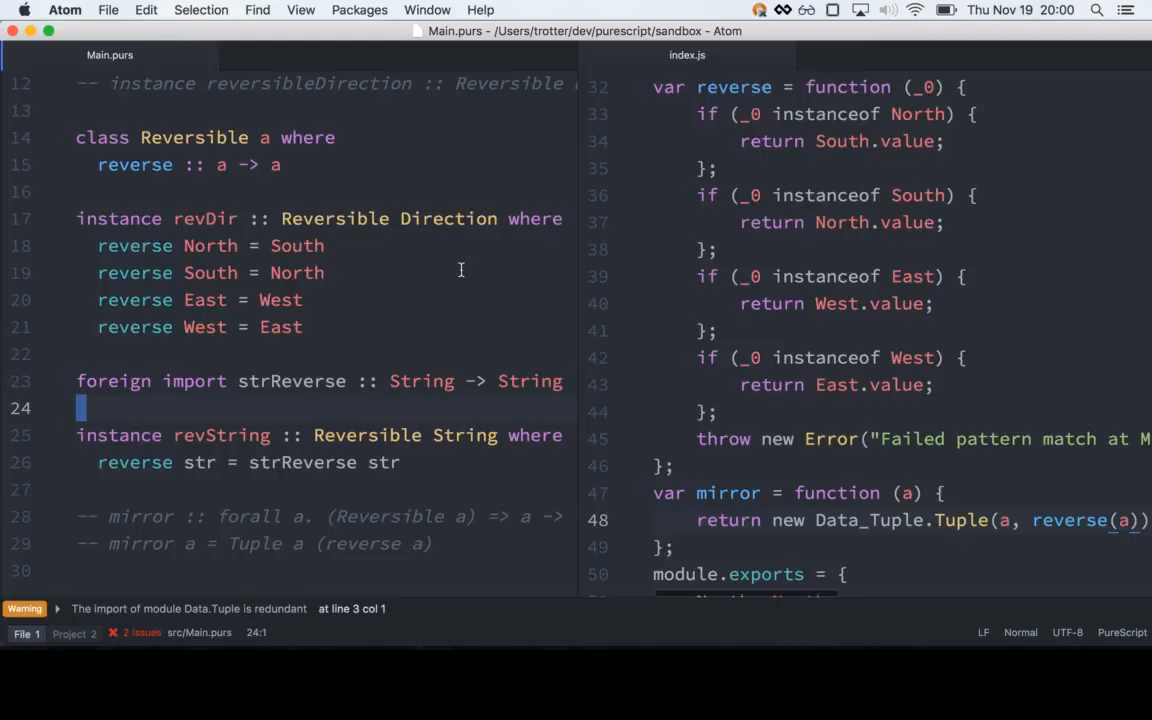 Atom File Edit Selection Find View Packages Window Help Thu Nov 19 20:00
Main.purs - /Users/trotter/dev/purescript/sandbox - Atom
Main.purs
index.js
12 -- instance reversibleDirection :: Reversible
13
14 class Reversible a where
15 reverse :: a -> a
16
17 instance revDir :: Reversible Direction where
18 reverse North = South
19 reverse South = North
20 reverse East = West
21 reverse West = East
22
23 foreign import strReverse :: String -> String
24
25 instance revString :: Reversible String where
26 reverse str = strReverse str
27
28 -- mirror :: forall a. (Reversible a) => a ->
29 -- mirror a = Tuple a (reverse a)
30
32 var reverse = function (_0) {
33 if (_0 instanceof North) {
34 return South.value;
35 };
36 if (_0 instanceof South) {
37 return North.value;
38 };
39 if (_0 instanceof East) {
40 return West.value;
41 };
42 if (_0 instanceof West) {
43 return East.value;
44 };
45 throw new Error("Failed pattern match at M
46 };
47 var mirror = function (a) {
48 return new Data_Tuple.Tuple(a, reverse(a))
49 };
50 module.exports = {
Warning The import of module Data.Tuple is redundant at line 3 col 1
File 1 Project 2 2 Issues src/Main.purs 24:1 LF Normal UTF-8 PureScript